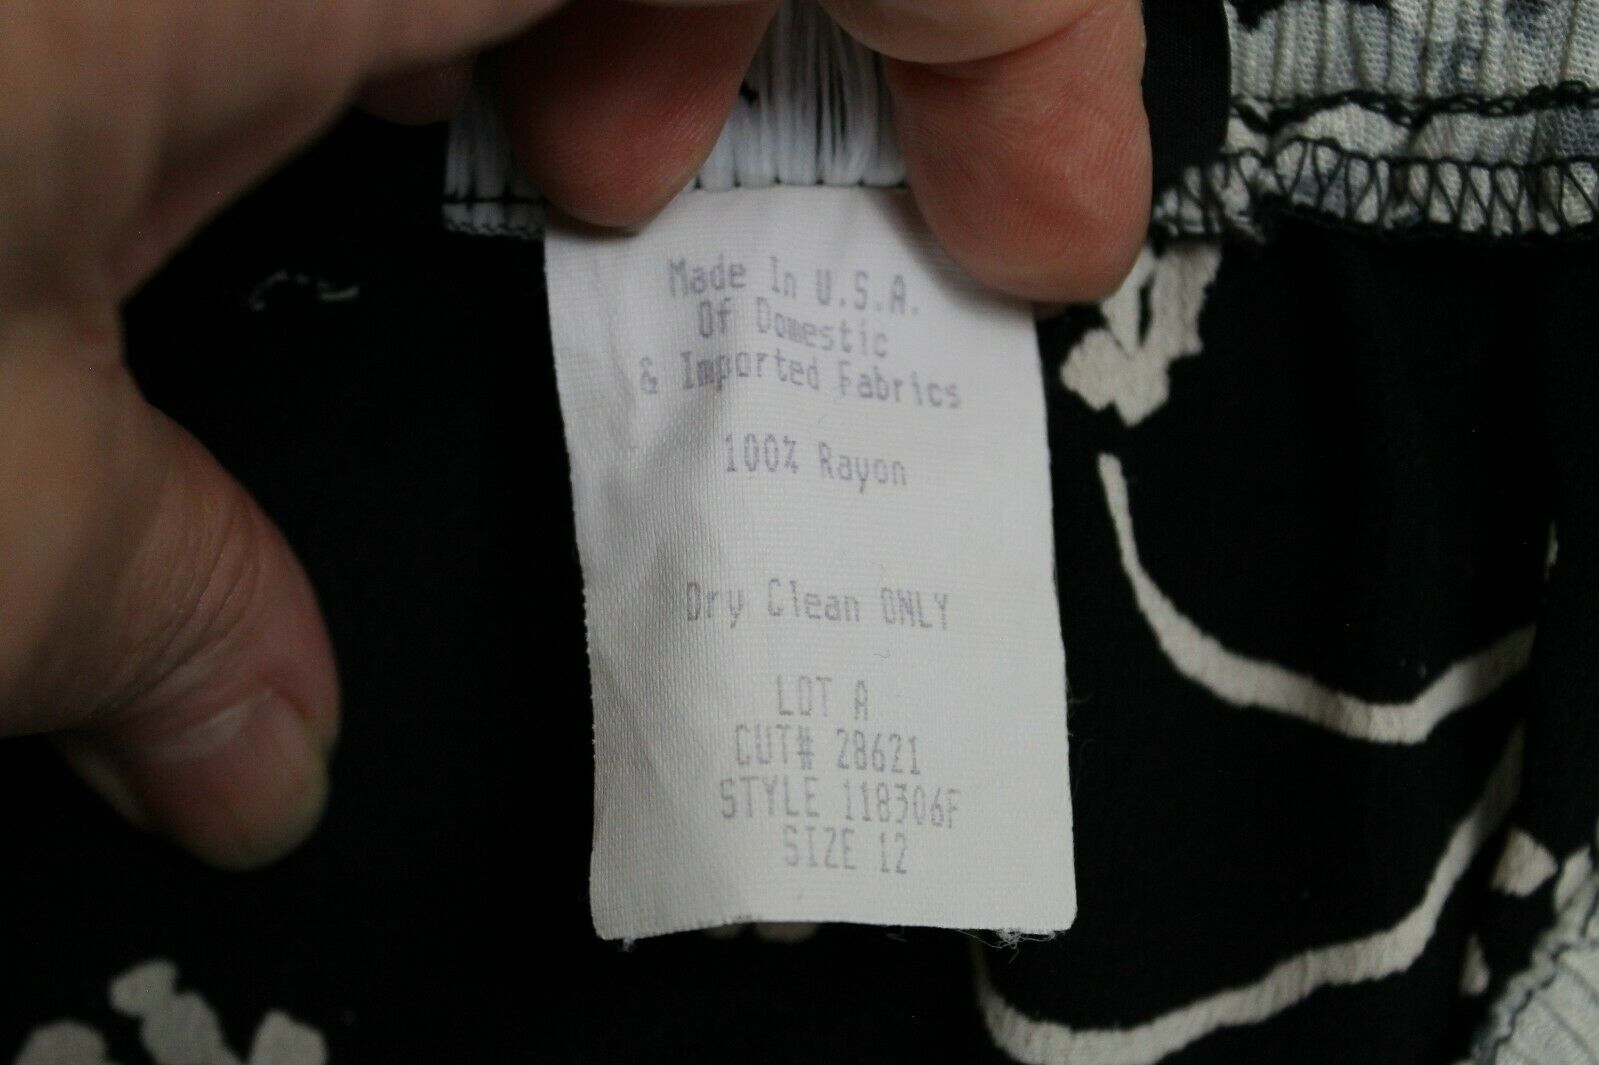 Made In U.S.A.
Of Domestic
& Imported Fabrics
100% Rayon
Dry Clean ONLY
LOT A
CUT# 28621
STYLE 118306F
SIZE 12